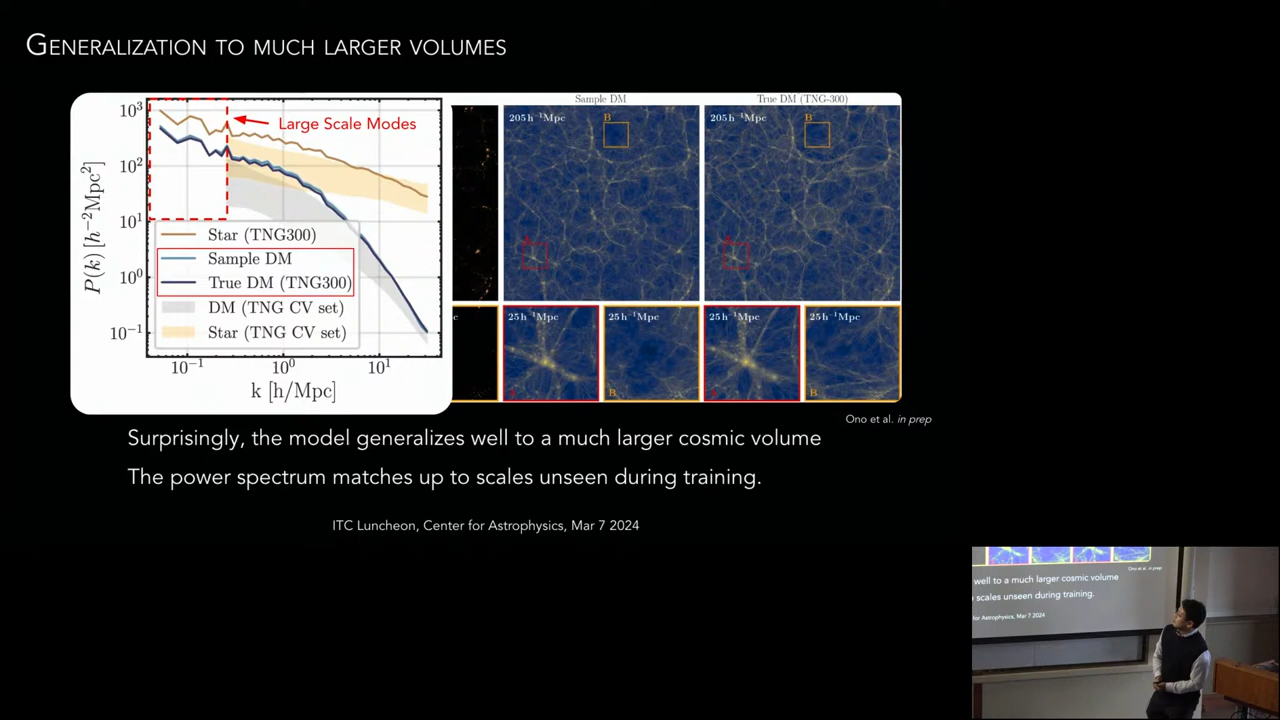 GENERALIZATION TO MUCH LARGER VOLUMES
Sample DM
True DM (TNG-300)
10³
10²
10¹
10⁰
10⁻¹
P(k) [h⁻²Mpc²]
Large Scale Modes
Star (TNG300)
Sample DM
True DM (TNG300)
DM (TNG CV set)
Star (TNG CV set)
10⁻¹
10⁰
10¹
k [h/Mpc]
205 h⁻¹Mpc
B
A
205 h⁻¹Mpc
B
A
c
25 h⁻¹Mpc
A
25 h⁻¹Mpc
B
25 h⁻¹Mpc
A
25 h⁻¹Mpc
B
Ono et al. in prep
Surprisingly, the model generalizes well to a much larger cosmic volume
The power spectrum matches up to scales unseen during training.
ITC Luncheon, Center for Astrophysics, Mar 7 2024
Ono et al. in prep
well to a much larger cosmic volume
scales unseen during training.
for Astrophysics, Mar 7 2024